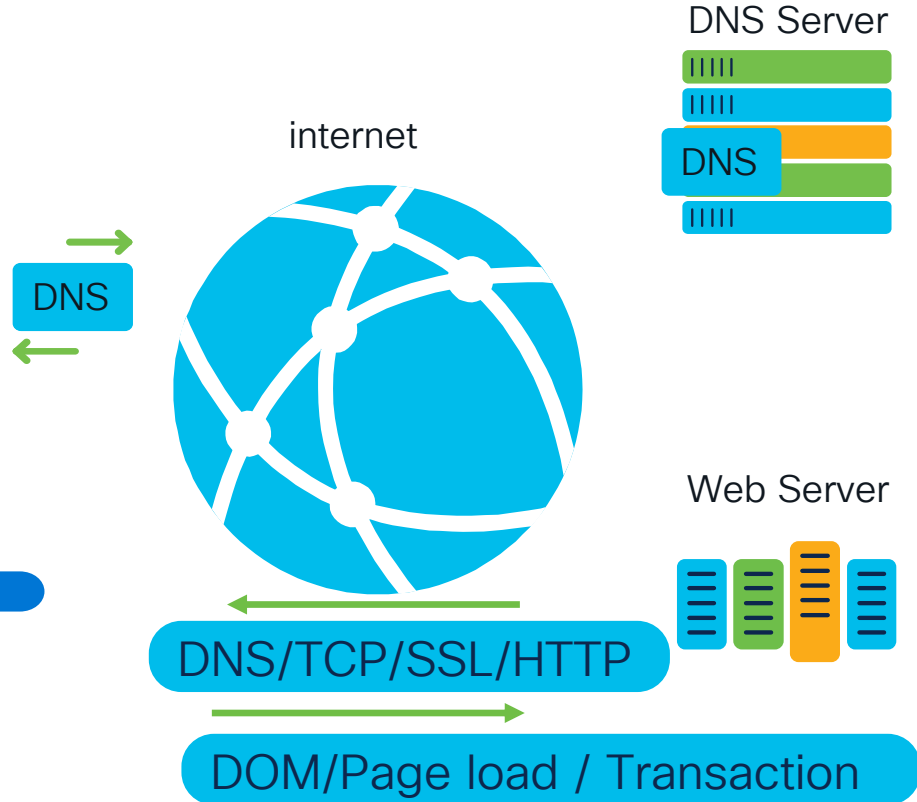 DNS Server
internet
DNS
DNS
Web Server
DNS/TCP/SSL/HTTP
DOM/Page load / Transaction